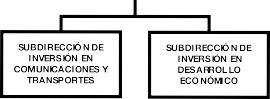 SUBDIRECCIÓN DE
INVERSIÓN EN
COMUNICACIONES Y
TRANSPORTES
SUBDIRECCIÓN DE
INVERSIÓN EN
DESARROLLO
ECONÓMICO